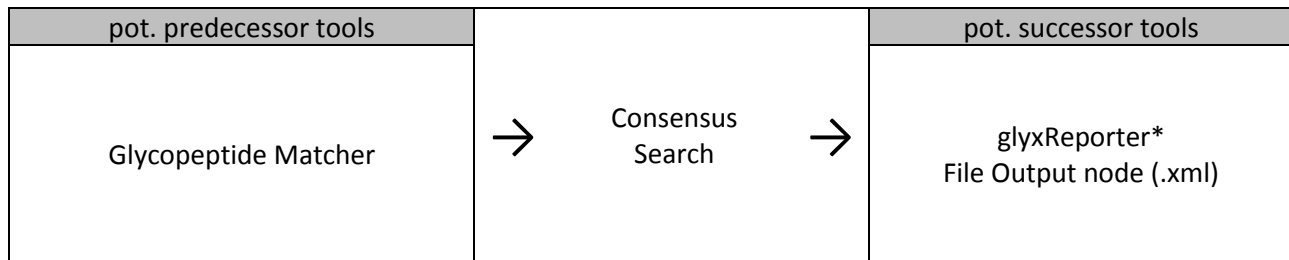 pot. predecessor tools
pot. successor tools
Glycopeptide Matcher
→
Consensus
Search
→
glyxReporter*
File Output node (.xml)